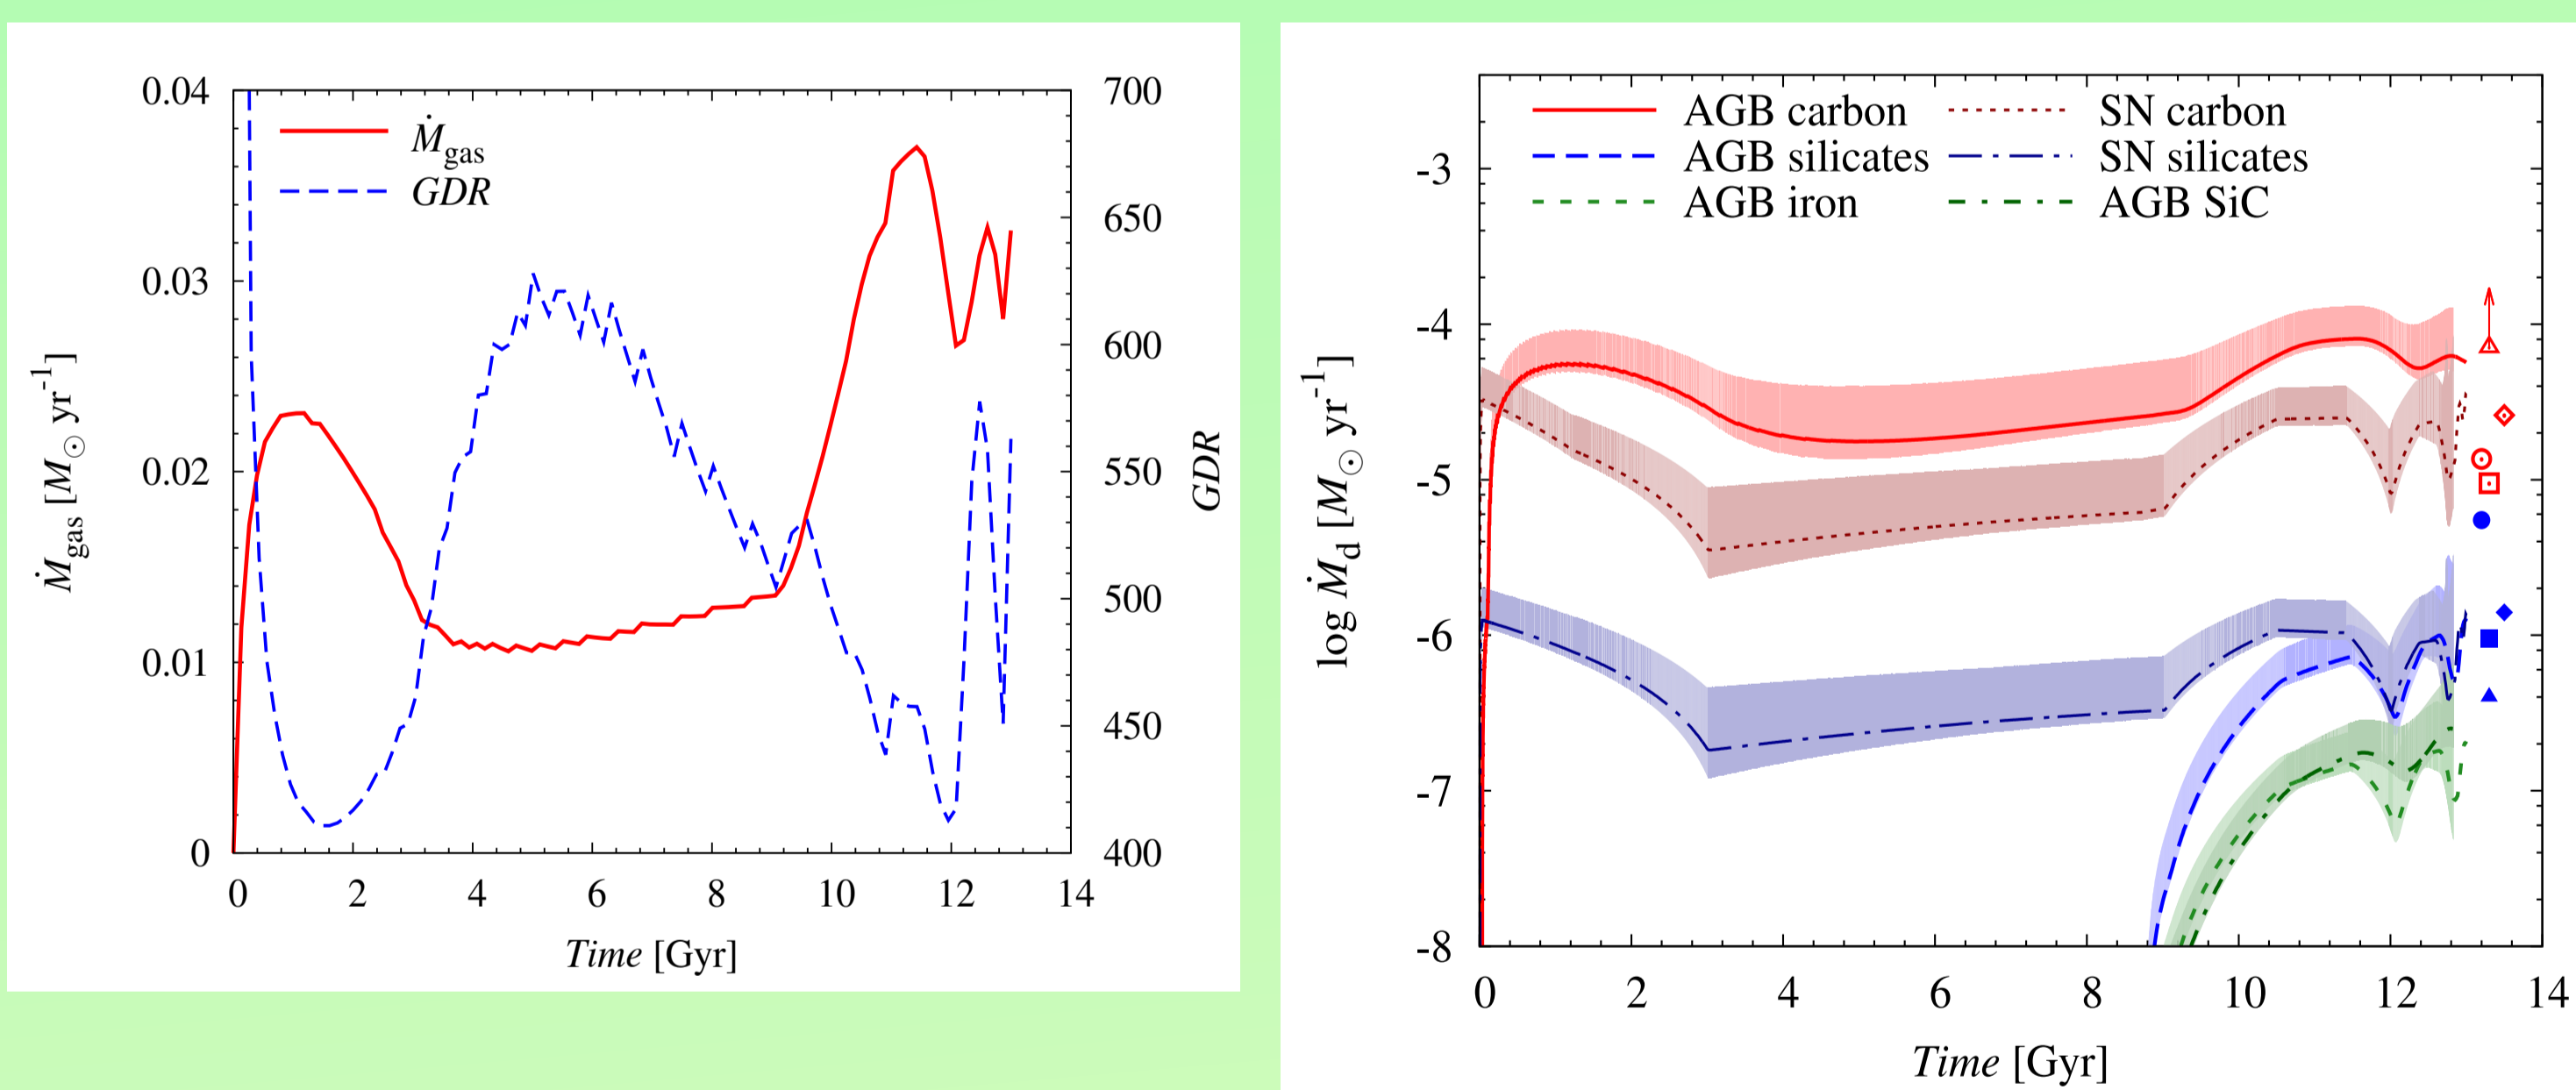 0.04
0.03
0.02
0.01
0
Ṁgas [M☉ yr-1]
Ṁgas
GDR
700
650
600
550
500
450
400
GDR
0 2 4 6 8 10 12 14
Time [Gyr]
AGB carbon SN carbon
AGB silicates SN silicates
AGB iron AGB SiC
-3
-4
-5
-6
-7
-8
log Ṁd [M☉ yr-1]
0 2 4 6 8 10 12 14
Time [Gyr]